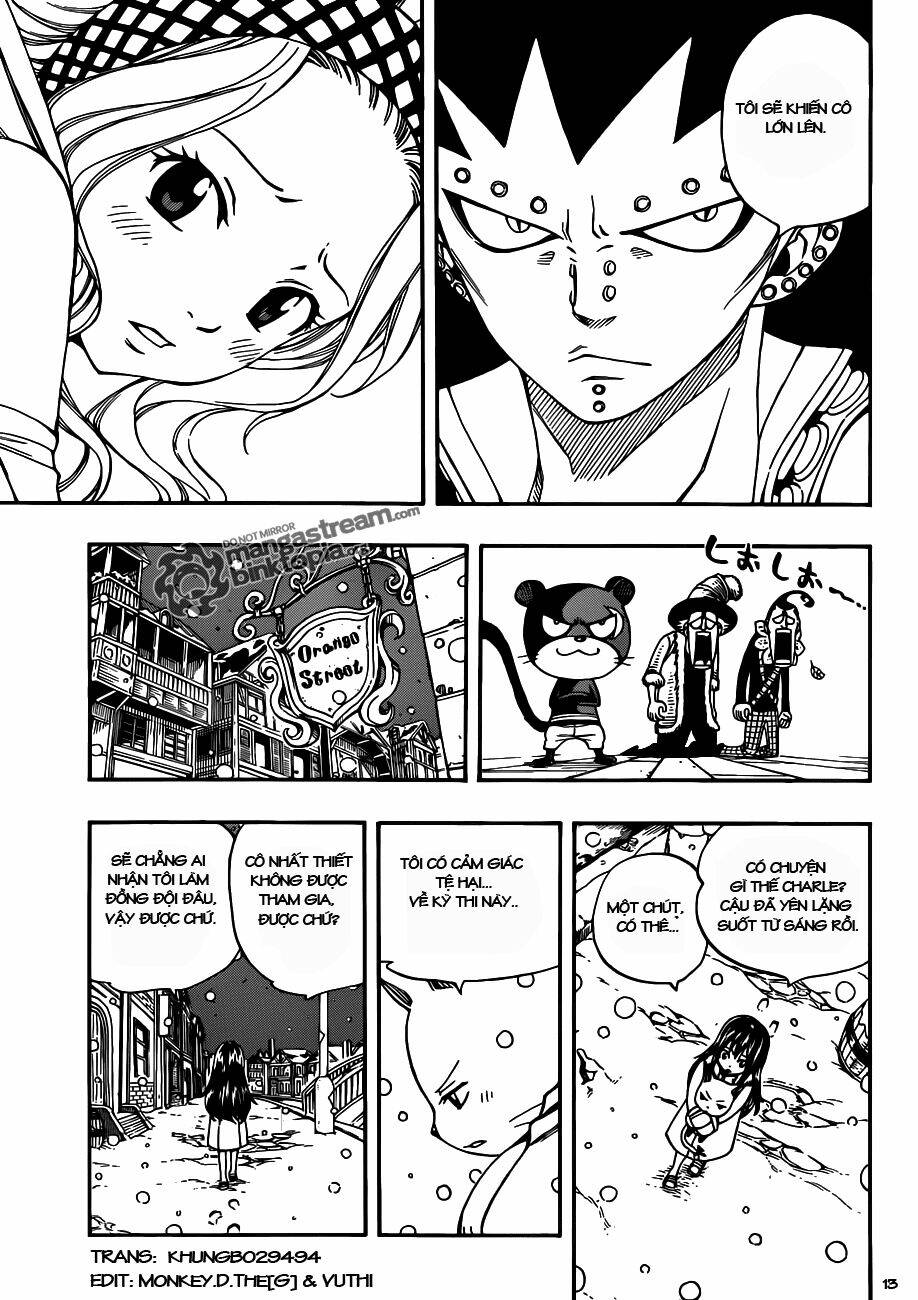 TÔI SẼ KHIẾN CÔ
LỚN LÊN.
DO NOT MIRROR
mangastream.com
binktopia
しおしお…
Orange
Street
CÓ CHUYỆN
GÌ THẾ CHARLE?
CẬU ĐÃ YÊN LẶNG
SUỐT TỪ SÁNG RỒI.
MỘT CHÚT,
CÓ THÊ...
TÔI CÓ CẢM GIÁC
TỆ HẠI...
VỀ KỲ THI NÀY..
CÔ NHẤT THIẾT
KHÔNG ĐƯỢC
THAM GIA,
ĐƯỢC CHỨ?
SẼ CHẲNG AI
NHẬN TÔI LÀM
ĐỒNG ĐỘI ĐÂU,
VẬY ĐƯỢC CHỨ.
TRANS: KHUNGBO29494
EDIT: MONKEY.D.THE[G] & VUTHI
13